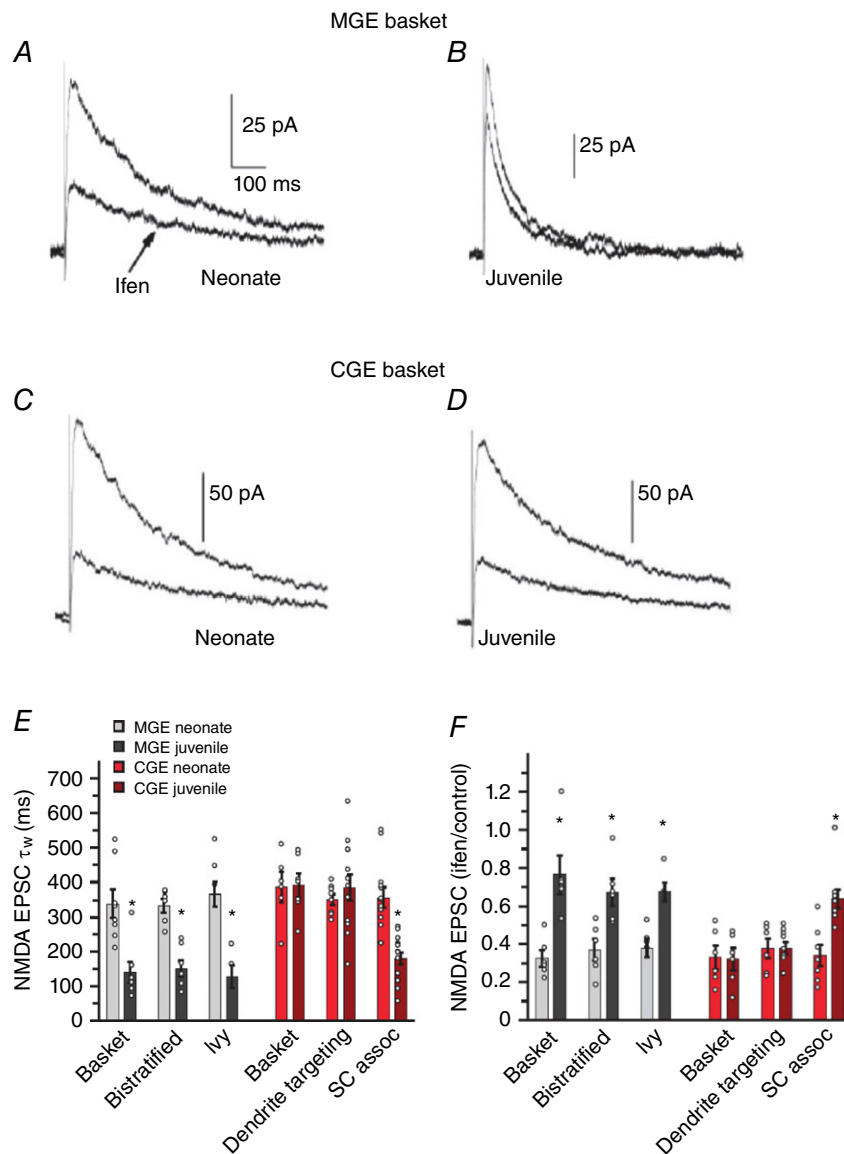 MGE basket
A
B
25 pA
100 ms
25 pA
Ifen
Neonate
Juvenile
CGE basket
C
D
50 pA
50 pA
Neonate
Juvenile
E
MGE neonate
MGE juvenile
CGE neonate
CGE juvenile
NMDA EPSC τw (ms)
700
600
500
400
300
200
100
0
* * * *
Basket
Bistratified
Ivy
Basket
Dendrite targeting
SC assoc
F
NMDA EPSC (ifen/control)
1.2
1.0
0.8
0.6
0.4
0.2
0
* * * *
Basket
Bistratified
Ivy
Basket
Dendrite targeting
SC assoc